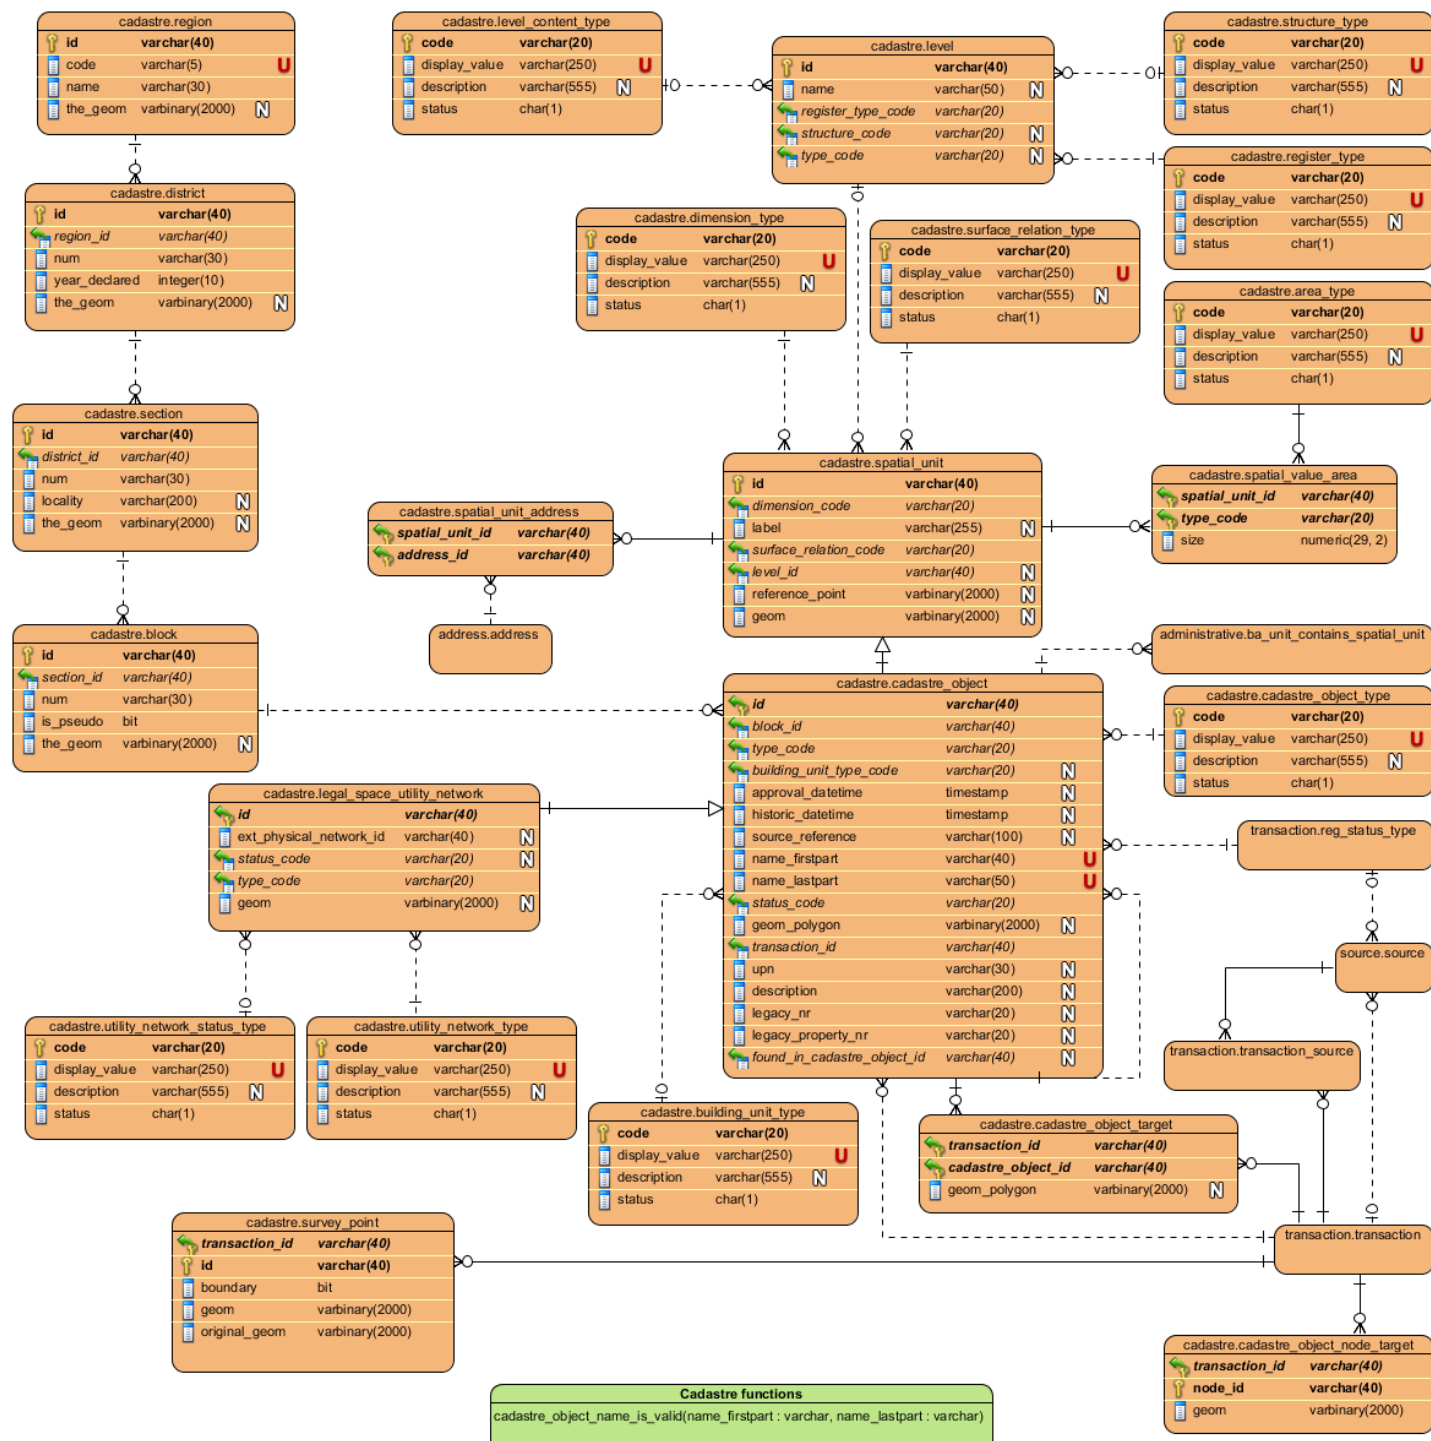 cadastre.region
id varchar(40)
code varchar(5) U
name varchar(30)
the_geom varbinary(2000) N
cadastre.level_content_type
code varchar(20)
display_value varchar(250) U
description varchar(555) N
status char(1)
cadastre.level
id varchar(40)
name varchar(50) N
register_type_code varchar(20)
structure_code varchar(20) N
type_code varchar(20) N
cadastre.structure_type
code varchar(20)
display_value varchar(250) U
description varchar(555) N
status char(1)
cadastre.register_type
code varchar(20)
display_value varchar(250) U
description varchar(555) N
status char(1)
cadastre.district
id varchar(40)
region_id varchar(40)
num varchar(30)
year_declared integer(10)
the_geom varbinary(2000) N
cadastre.dimension_type
code varchar(20)
display_value varchar(250) U
description varchar(555) N
status char(1)
cadastre.surface_relation_type
code varchar(20)
display_value varchar(250) U
description varchar(555) N
status char(1)
cadastre.area_type
code varchar(20)
display_value varchar(250) U
description varchar(555) N
status char(1)
cadastre.section
id varchar(40)
district_id varchar(40)
num varchar(30)
locality varchar(200) N
the_geom varbinary(2000) N
cadastre.spatial_unit_address
spatial_unit_id varchar(40)
address_id varchar(40)
cadastre.spatial_unit
id varchar(40)
dimension_code varchar(20)
label varchar(255) N
surface_relation_code varchar(20)
level_id varchar(40) N
reference_point varbinary(2000) N
geom varbinary(2000) N
cadastre.spatial_value_area
spatial_unit_id varchar(40)
type_code varchar(20)
size numeric(29, 2)
cadastre.block
id varchar(40)
section_id varchar(40)
num varchar(30)
is_pseudo bit
the_geom varbinary(2000) N
address.address
administrative.ba_unit_contains_spatial_unit
cadastre.cadastre_object
id varchar(40)
block_id varchar(40)
type_code varchar(20)
building_unit_type_code varchar(20) N
approval_datetime timestamp N
historic_datetime timestamp N
source_reference varchar(100) N
name_firstpart varchar(40) U
name_lastpart varchar(50) U
status_code varchar(20)
geom_polygon varbinary(2000) N
transaction_id varchar(40)
upn varchar(30) N
description varchar(200) N
legacy_nr varchar(20) N
legacy_property_nr varchar(20) N
found_in_cadastre_object_id varchar(40) N
cadastre.cadastre_object_type
code varchar(20)
display_value varchar(250) U
description varchar(555) N
status char(1)
cadastre.legal_space_utility_network
id varchar(40)
ext_physical_network_id varchar(40) N
status_code varchar(20) N
type_code varchar(20)
geom varbinary(2000) N
transaction.reg_status_type
source.source
transaction.transaction_source
cadastre.utility_network_status_type
code varchar(20)
display_value varchar(250) U
description varchar(555) N
status char(1)
cadastre.utility_network_type
code varchar(20)
display_value varchar(250) U
description varchar(555) N
status char(1)
cadastre.building_unit_type
code varchar(20)
display_value varchar(250) U
description varchar(555) N
status char(1)
cadastre.cadastre_object_target
transaction_id varchar(40)
cadastre_object_id varchar(40)
geom_polygon varbinary(2000) N
cadastre.survey_point
transaction_id varchar(40)
id varchar(40)
boundary bit
geom varbinary(2000)
original_geom varbinary(2000)
transaction.transaction
cadastre.cadastre_object_node_target
transaction_id varchar(40)
node_id varchar(40)
geom varbinary(2000)
Cadastre functions
cadastre_object_name_is_valid(name_firstpart : varchar, name_lastpart : varchar)